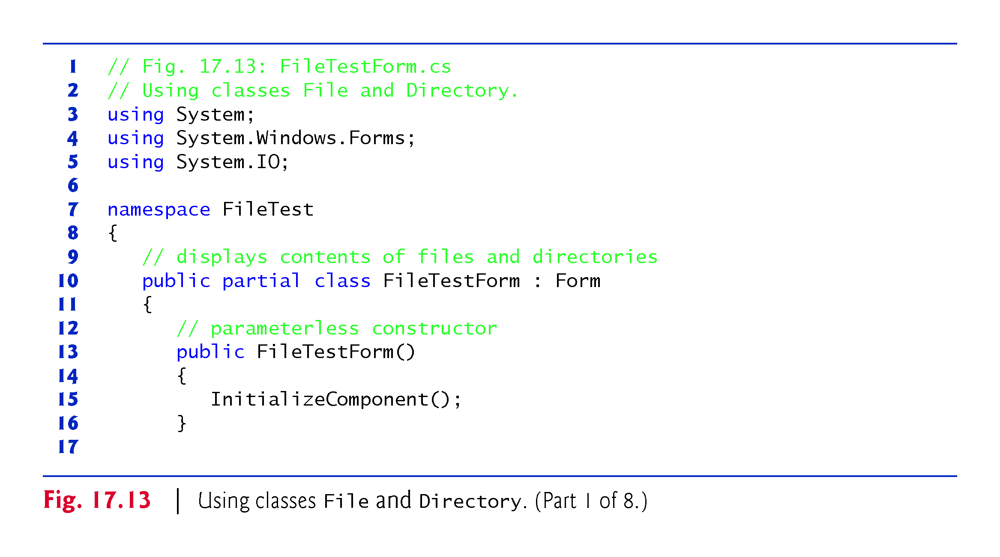 1 // Fig. 17.13: FileTestForm.cs
2 // Using classes File and Directory.
3 using System;
4 using System.Windows.Forms;
5 using System.IO;
6
7 namespace FileTest
8 {
9    // displays contents of files and directories
10    public partial class FileTestForm : Form
11    {
12       // parameterless constructor
13       public FileTestForm()
14       {
15          InitializeComponent();
16       }
17
Fig. 17.13 | Using classes File and Directory. (Part 1 of 8.)